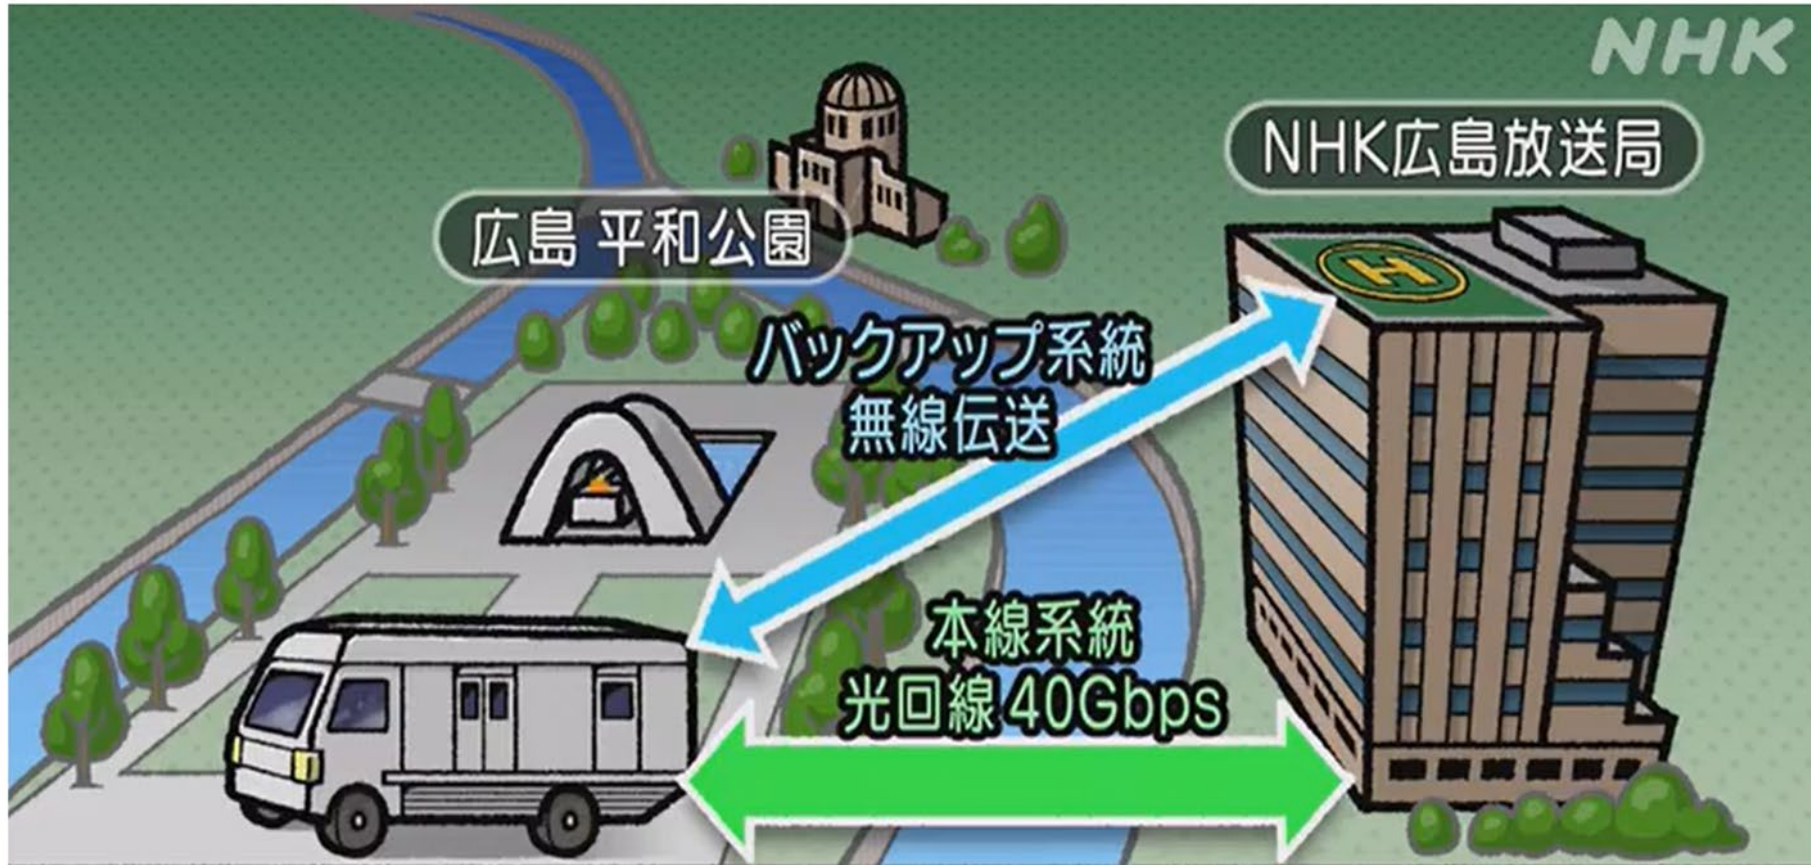 NHK
NHK広島放送局
広島 平和公園
バックアップ系統
無線伝送
本線系統
光回線 40Gbps
H